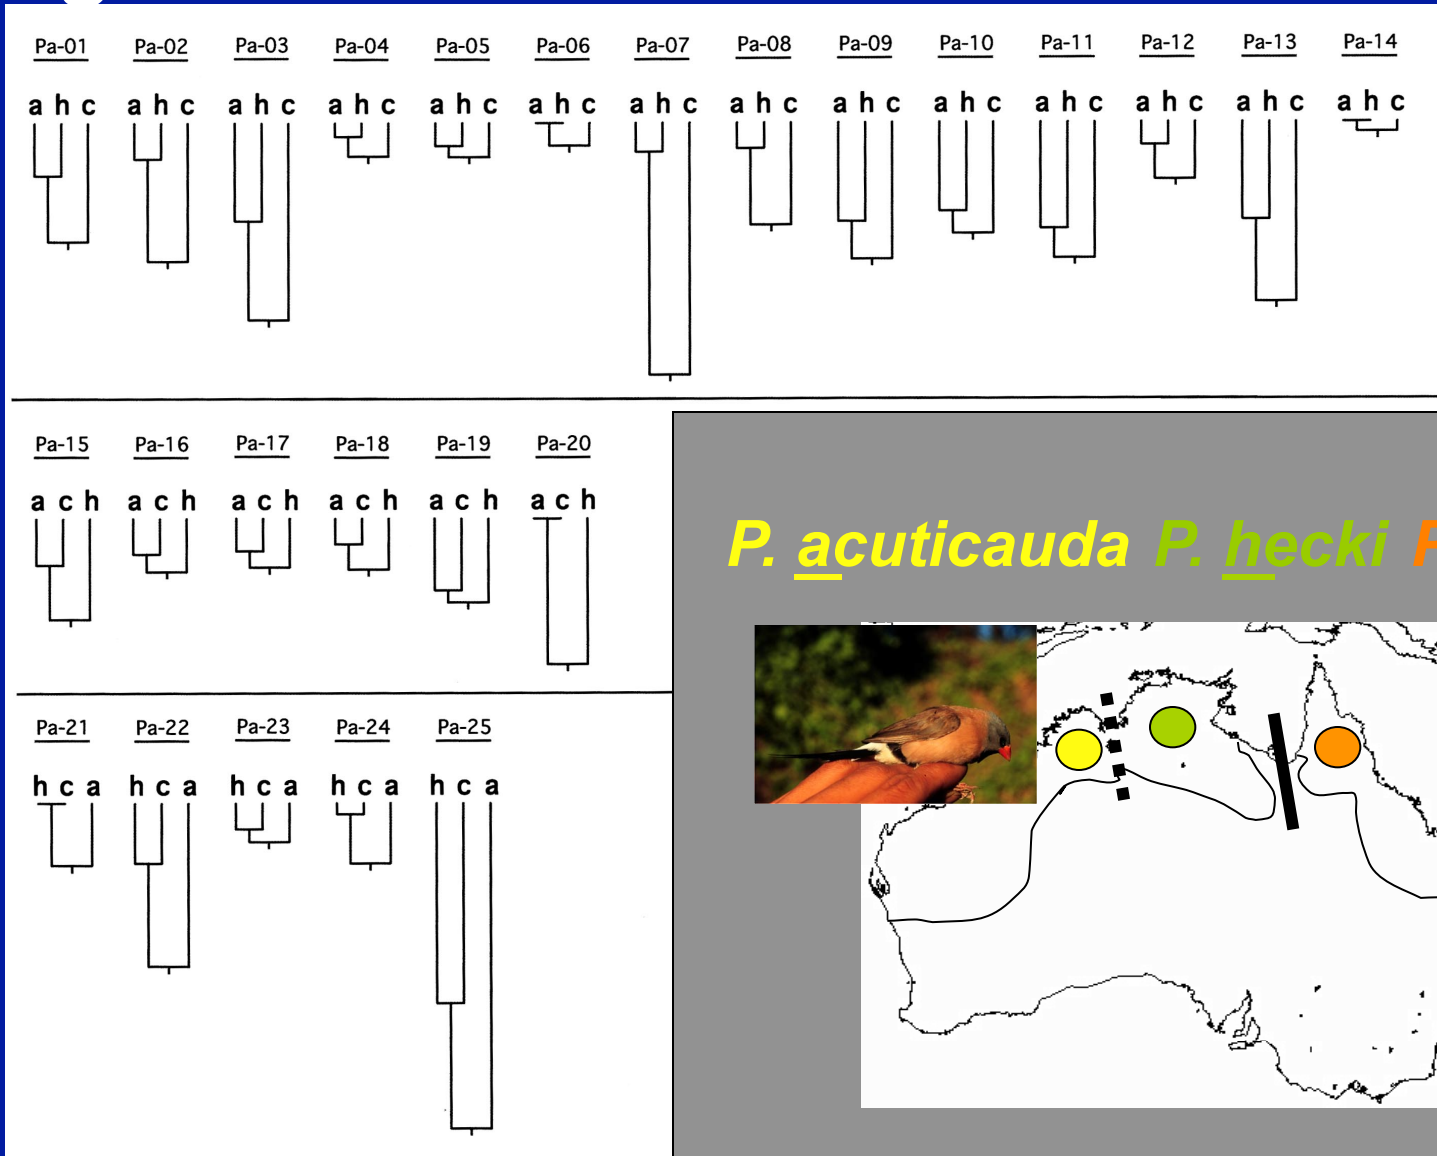 Pa-01 Pa-02 Pa-03 Pa-04 Pa-05 Pa-06 Pa-07 Pa-08 Pa-09 Pa-10 Pa-11 Pa-12 Pa-13 Pa-14
a h c a h c a h c a h c a h c a h c a h c a h c a h c a h c a h c a h c a h c a h c
Pa-15 Pa-16 Pa-17 Pa-18 Pa-19 Pa-20
a c h a c h a c h a c h a c h a c h
P. acuticauda P. hecki P
Pa-21 Pa-22 Pa-23 Pa-24 Pa-25
h c a h c a h c a h c a h c a